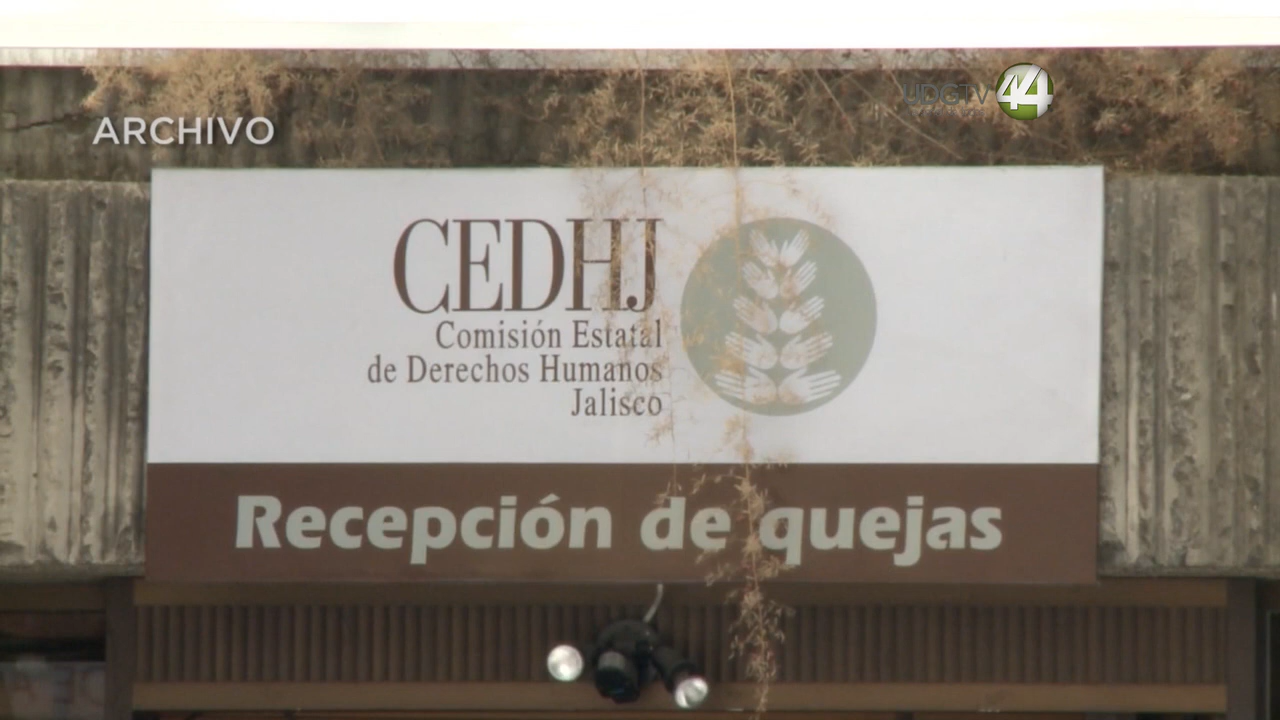 UDGTV 44
ARCHIVO
CEDHJ
Comisión Estatal
de Derechos Humanos
Jalisco
Recepción de quejas